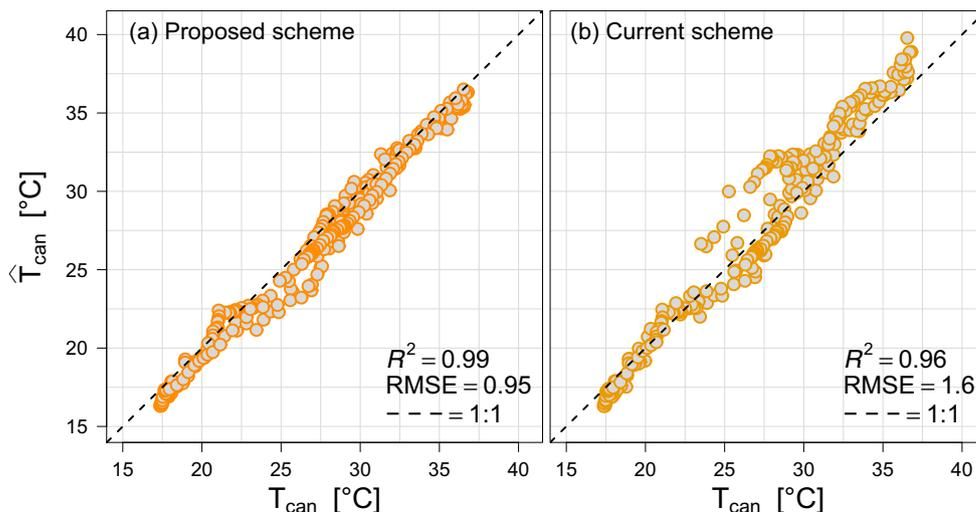 (a) Proposed scheme
(b) Current scheme
40
35
30
25
20
15
T̂can [°C]
R² = 0.99
RMSE = 0.95
= 1:1
R² = 0.96
RMSE = 1.6
= 1:1
15 20 25 30 35 40
15 20 25 30 35 40
Tcan [°C]
Tcan [°C]